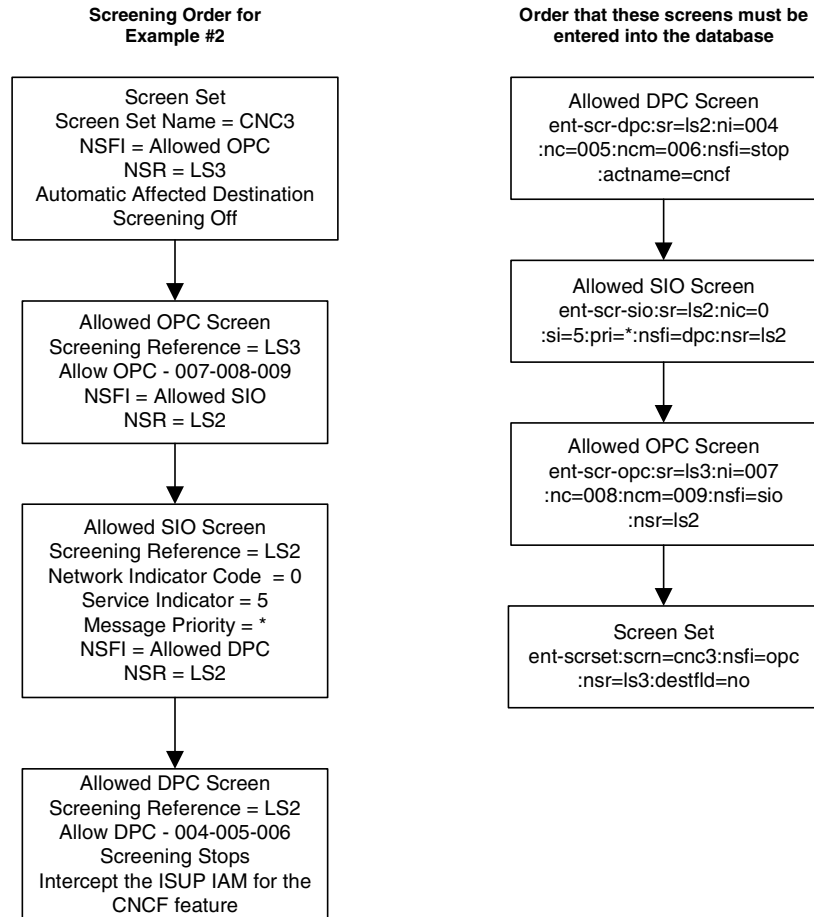 Screening Order for
Example #2
Screen Set
Screen Set Name = CNC3
NSFI = Allowed OPC
NSR = LS3
Automatic Affected Destination
Screening Off
Allowed OPC Screen
Screening Reference = LS3
Allow OPC - 007-008-009
NSFI = Allowed SIO
NSR = LS2
Allowed SIO Screen
Screening Reference = LS2
Network Indicator Code  = 0
Service Indicator = 5
Message Priority = *
NSFI = Allowed DPC
NSR = LS2
Allowed DPC Screen
Screening Reference = LS2
Allow DPC - 004-005-006
Screening Stops
Intercept the ISUP IAM for the
CNCF feature
Order that these screens must be
entered into the database
Allowed DPC Screen
ent-scr-dpc:sr=ls2:ni=004
:nc=005:ncm=006:nsfi=stop
:actname=cncf
Allowed SIO Screen
ent-scr-sio:sr=ls2:nic=0
:si=5:pri=*:nsfi=dpc:nsr=ls2
Allowed OPC Screen
ent-scr-opc:sr=ls3:ni=007
:nc=008:ncm=009:nsfi=sio
:nsr=ls2
Screen Set
ent-scrset:scrn=cnc3:nsfi=opc
:nsr=ls3:destfld=no